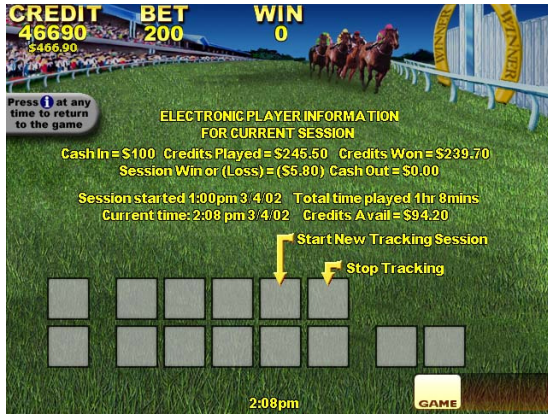 CREDIT BET WIN
46690 200 0
$466.90
WINNER WINNER
Press i at any
time to return
to the game
ELECTRONIC PLAYER INFORMATION
FOR CURRENT SESSION
Cash In = $100 Credits Played = $245.50 Credits Won = $239.70
Session Win or (Loss) = ($5.80) Cash Out = $0.00
Session started 1:00pm 3/4/02 Total time played 1hr 8mins
Current time: 2:08 pm 3/4/02 Credits Avail = $94.20
Start New Tracking Session
Stop Tracking
2:08pm
GAME